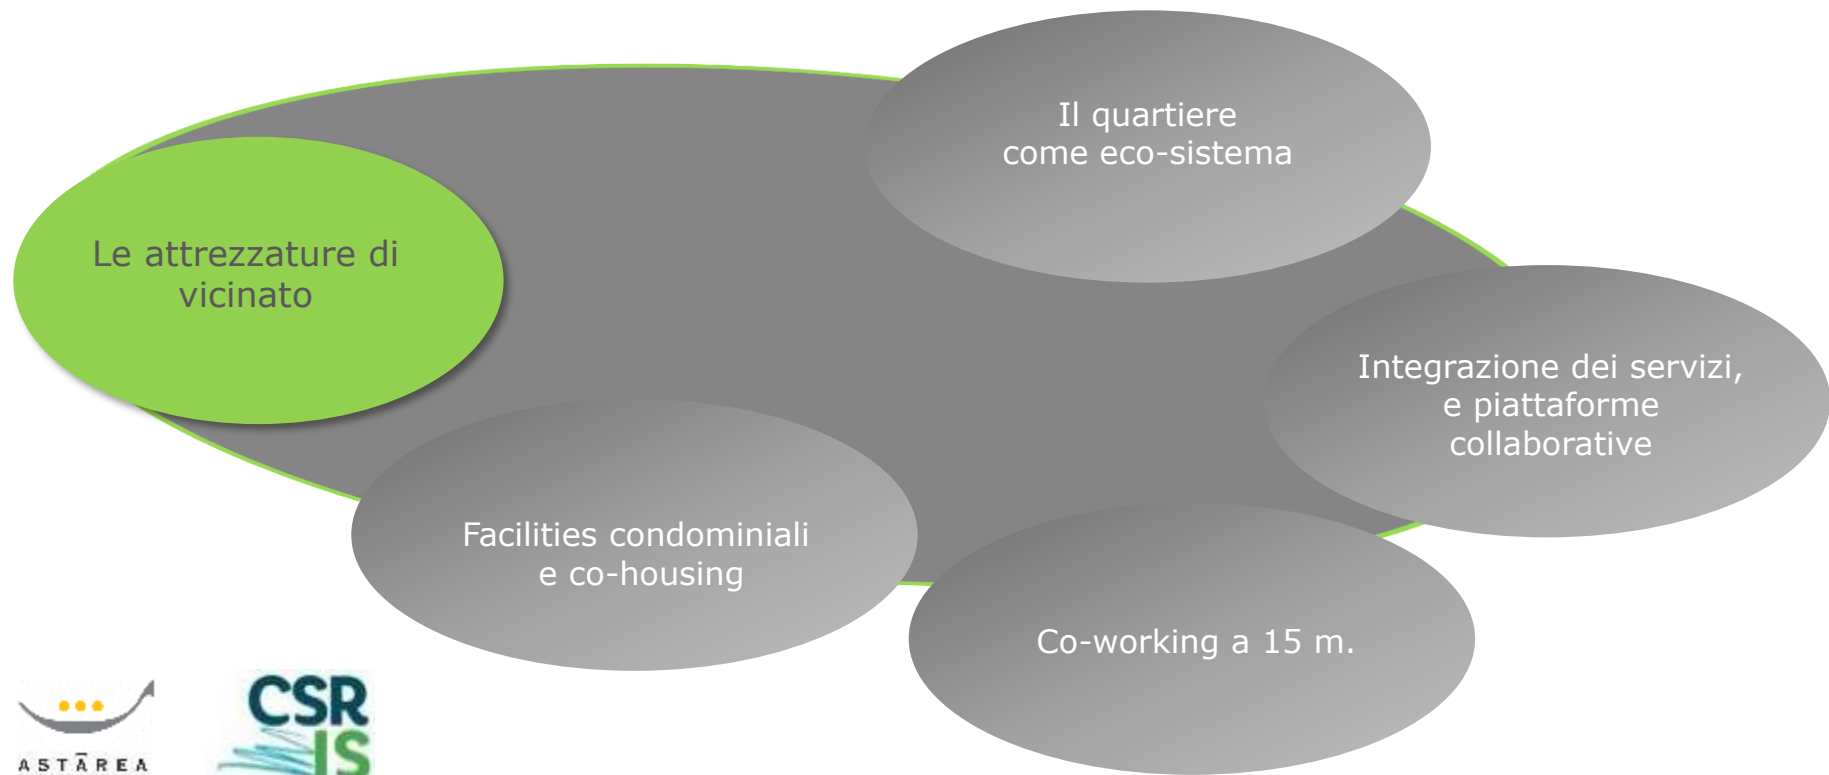 Il quartiere
come eco-sistema
Le attrezzature di
vicinato
Integrazione dei servizi,
e piattaforme
collaborative
Facilities condominiali
e co-housing
Co-working a 15 m.
ASTĀREA
CSR
IS